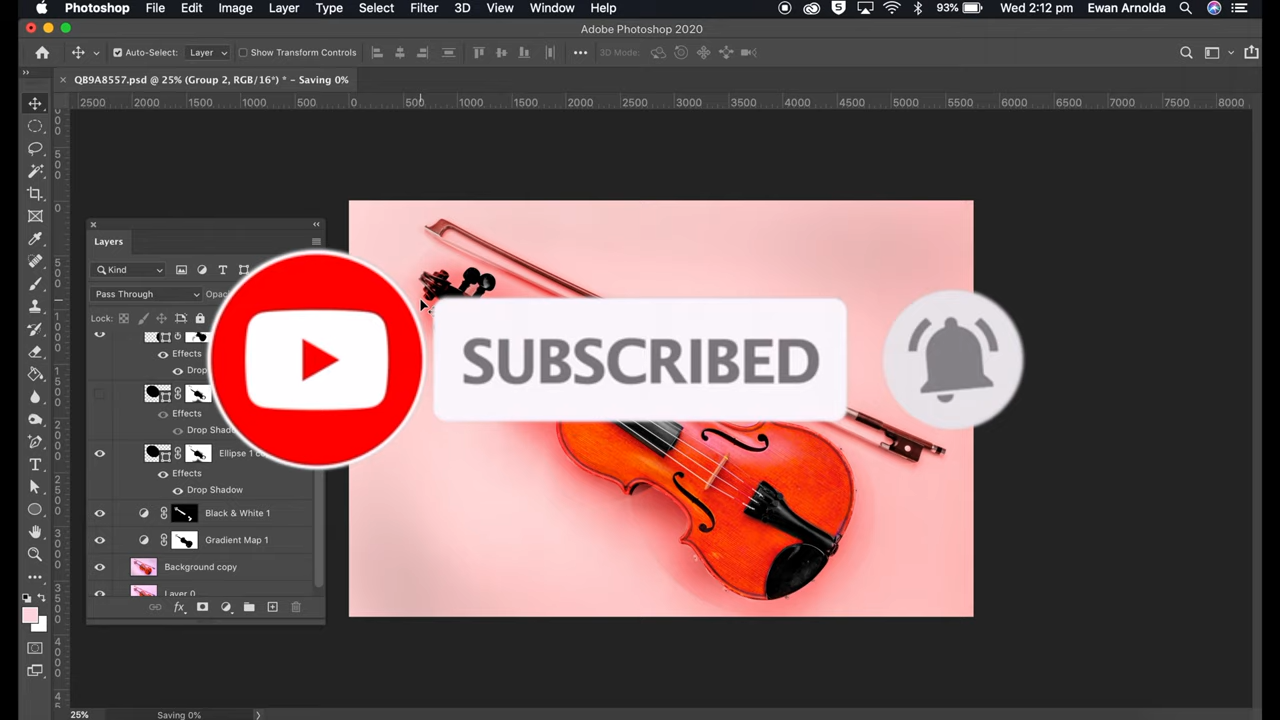 Photoshop File Edit Image Layer Type Select Filter 3D View Window Help 93% Wed 2:12 pm Ewan Arnolda
Adobe Photoshop 2020
Auto-Select: Layer Show Transform Controls 3D Mode:
QB9A8557.psd @ 25% (Group 2, RGB/16*) * – Saving 0%
2500 2000 1500 1000 500 0 500 1000 1500 2000 2500 3000 3500 4000 4500 5000 5500 6000 6500 7000 7500 8000
Layers
Kind
Pass Through
Lock:
Effects
Effects
Drop Shad
Ellipse 1
Effects
Drop Shadow
Black & White 1
Gradient Map 1
Background copy
Layer 0
fx
SUBSCRIBED
25% Saving 0%